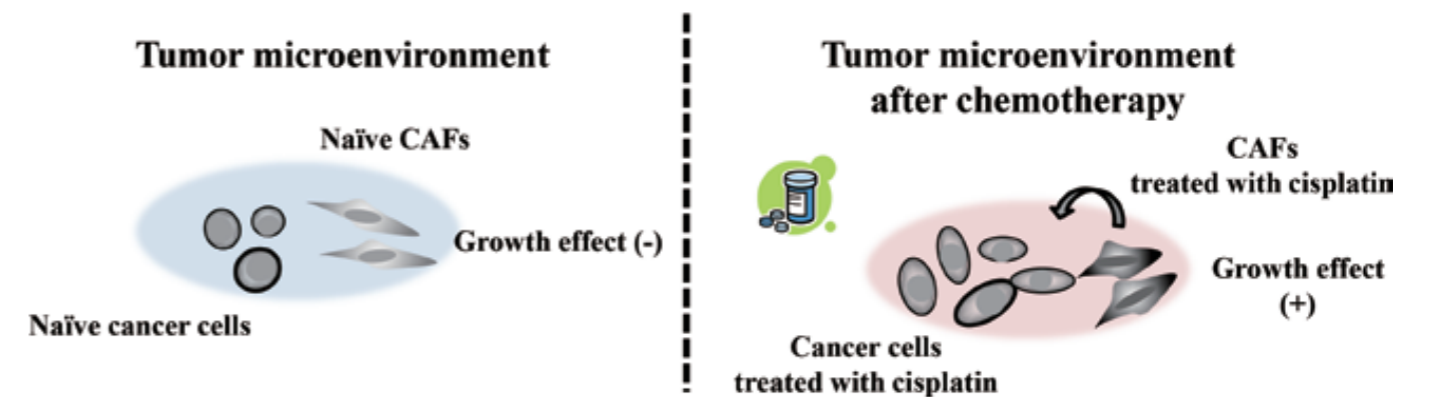 Tumor microenvironment
Naïve CAFs
Growth effect (-)
Naïve cancer cells
Tumor microenvironment
after chemotherapy
CAFs
treated with cisplatin
Growth effect
(+)
Cancer cells
treated with cisplatin